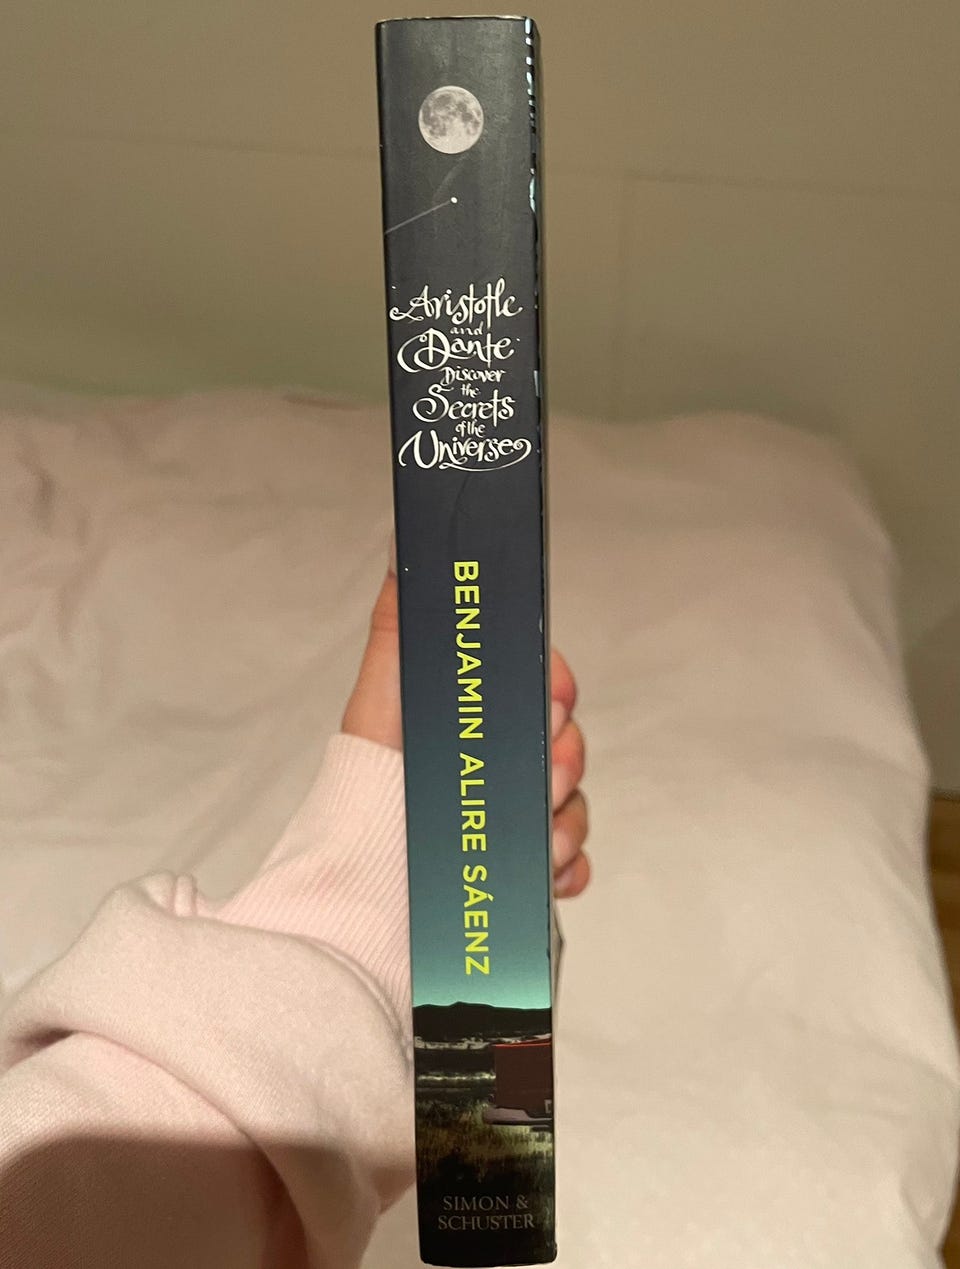 Aristotle
and
Dante
Discover
the
Secrets
of the
Universe
BENJAMIN ALIRE SÁENZ
SIMON &
SCHUSTER